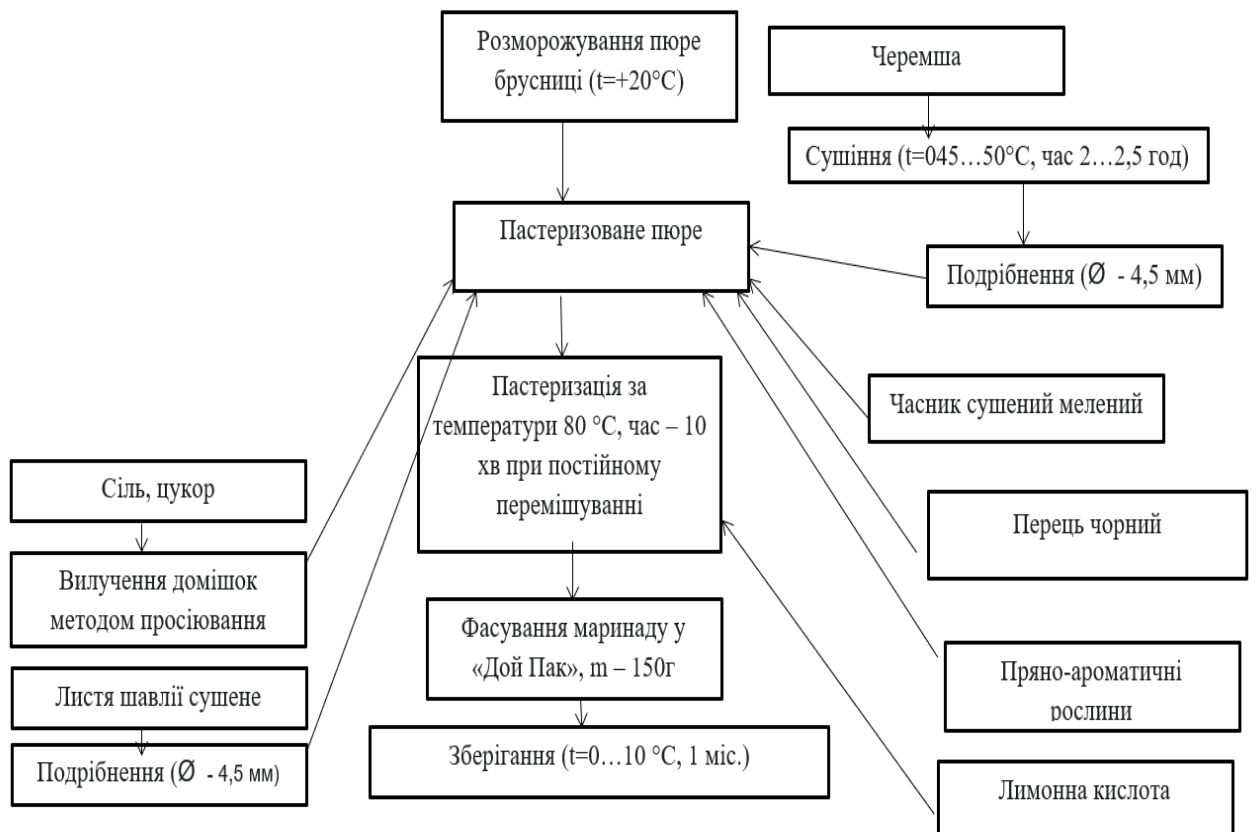 Розморожування пюре
брусниці (t=+20°C)
Черемша
Сушіння (t=045…50°C, час 2…2,5 год)
Пастеризоване пюре
Подрібнення (Ø - 4,5 мм)
Пастеризація за
температури 80 °C, час – 10
хв при постійному
перемішуванні
Часник сушений мелений
Сіль, цукор
Перець чорний
Вилучення домішок
методом просіювання
Фасування маринаду у
«Дой Пак», m – 150г
Листя шавлії сушене
Пряно-ароматичні
рослини
Подрібнення (Ø - 4,5 мм)
Зберігання (t=0…10 °C, 1 міс.)
Лимонна кислота